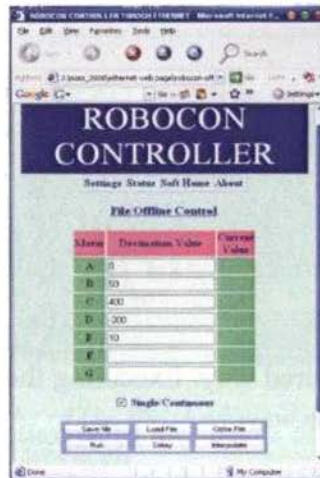 ROBOCON CONTROLLER THROUGH ETHERNET - Microsoft Internet
File Edit View Favorites Tools Help
Search
Google
Settings
ROBOCON
CONTROLLER
Settings Status Soft Home About
File/Offline Control
Motor Destination Value Current Value
A 0
B 50
C 400
D -200
E 10
F
G
Single/Continuous
Save file Load File Close File
Run Delay Interpolate
Done My Computer